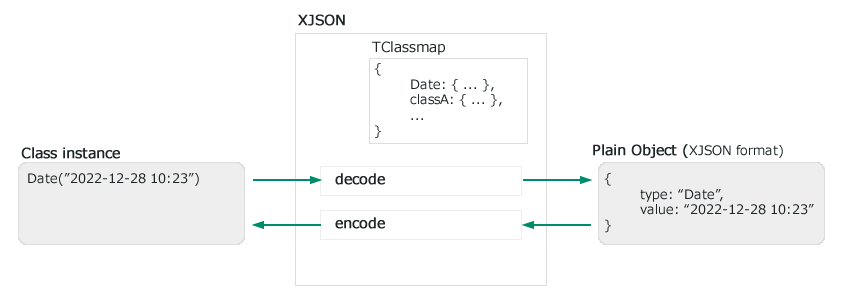 XJSON
TClassmap
{
Date: { ... },
classA: { ... },
...
}
Class instance
Date(”2022-12-28 10:23”)
decode
encode
Plain Object (XJSON format)
{
type: “Date”,
value: “2022-12-28 10:23”
}